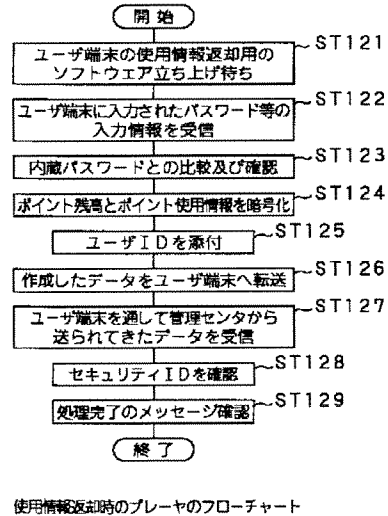 開 始
ユーザ端末の使用情報返却用の
ソフトウェア立ち上げ待ち
ST121
ユーザ端末に入力されたパスワード等の
入力情報を受信
ST122
内蔵パスワードとの比較及び確認
ST123
ポイント残高とポイント使用情報を暗号化
ST124
ユーザIDを添付
ST125
作成したデータをユーザ端末へ転送
ST126
ユーザ端末を通して管理センタから
送られてきたデータを受信
ST127
セキュリティIDを確認
ST128
処理完了のメッセージ確認
ST129
終 了
使用情報返却時のプレーヤのフローチャート